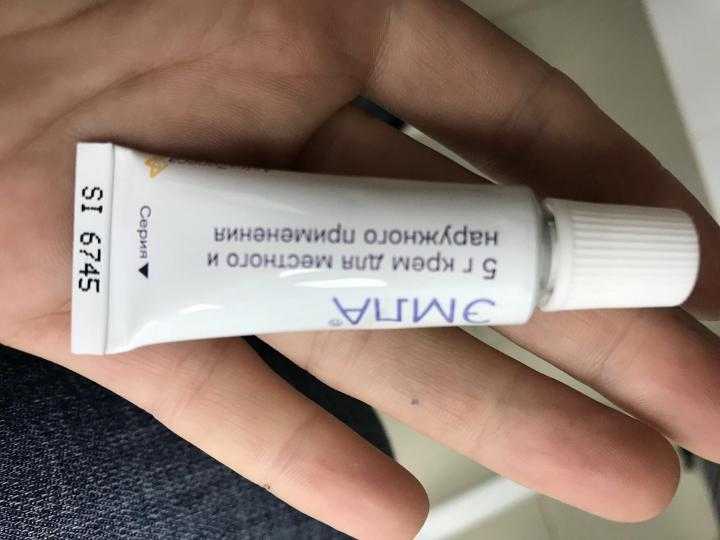 ЭМЛА®
5 г крем для местного и
наружного применения
Серия
SI 6745